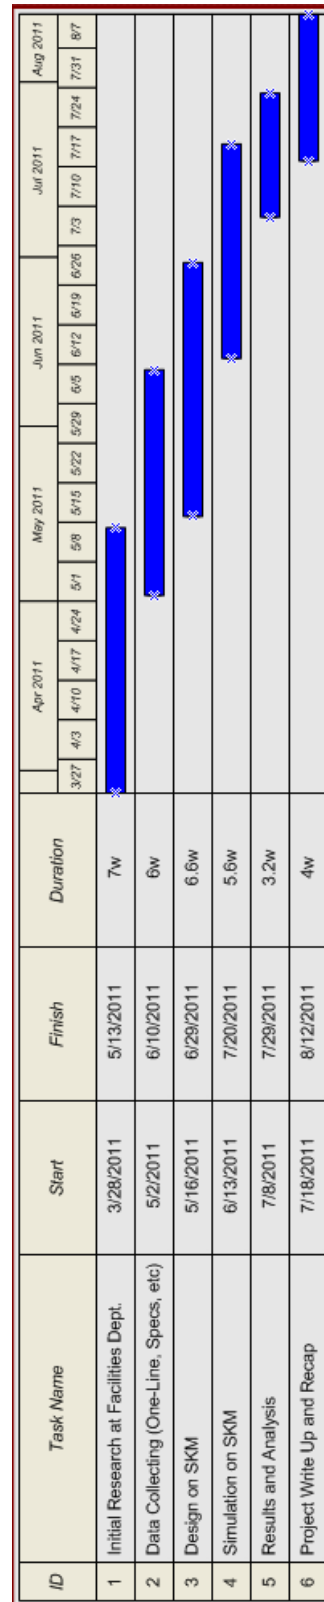 ID Task Name Start Finish Duration Apr 2011 May 2011 Jun 2011 Jul 2011 Aug 2011
3/27 4/3 4/10 4/17 4/24 5/1 5/8 5/15 5/22 5/29 6/5 6/12 6/19 6/26 7/3 7/10 7/17 7/24 7/31 8/7
1 Initial Research at Facilities Dept. 3/28/2011 5/13/2011 7w
2 Data Collecting (One-Line, Specs, etc) 5/2/2011 6/10/2011 6w
3 Design on SKM 5/16/2011 6/29/2011 6.6w
4 Simulation on SKM 6/13/2011 7/20/2011 5.6w
5 Results and Analysis 7/8/2011 7/29/2011 3.2w
6 Project Write Up and Recap 7/18/2011 8/12/2011 4w